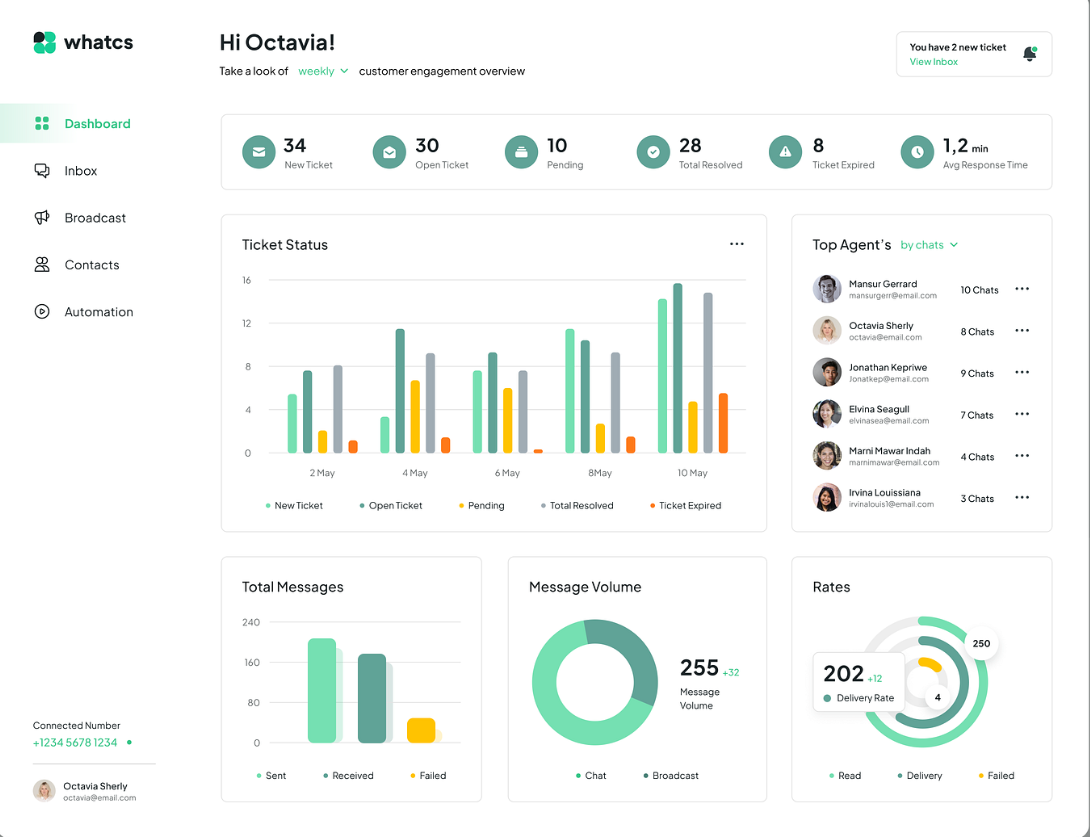 whatcs
Hi Octavia!
Take a look of weekly customer engagement overview
You have 2 new ticket
View Inbox
Dashboard
Inbox
Broadcast
Contacts
Automation
34
New Ticket
30
Open Ticket
10
Pending
28
Total Resolved
8
Ticket Expired
1,2 min
Avg Response Time
Ticket Status
16
12
8
4
0
2 May 4 May 6 May 8May 10 May
New Ticket Open Ticket Pending Total Resolved Ticket Expired
Top Agent's by chats
Mansur Gerrard
mansurgerr@email.com
10 Chats
Octavia Sherly
octavia@email.com
8 Chats
Jonathan Kepriwe
Jonatkep@email.com
9 Chats
Elvina Seagull
elvinasea@email.com
7 Chats
Marni Mawar Indah
marnimawar@email.com
4 Chats
Irvina Louissiana
irvinalouis1@email.com
3 Chats
Total Messages
240
160
80
0
Sent Received Failed
Message Volume
255 +32
Message
Volume
Chat Broadcast
Rates
250
202 +12
Delivery Rate
4
Read Delivery Failed
Connected Number
+1234 5678 1234
Octavia Sherly
octavia@email.com